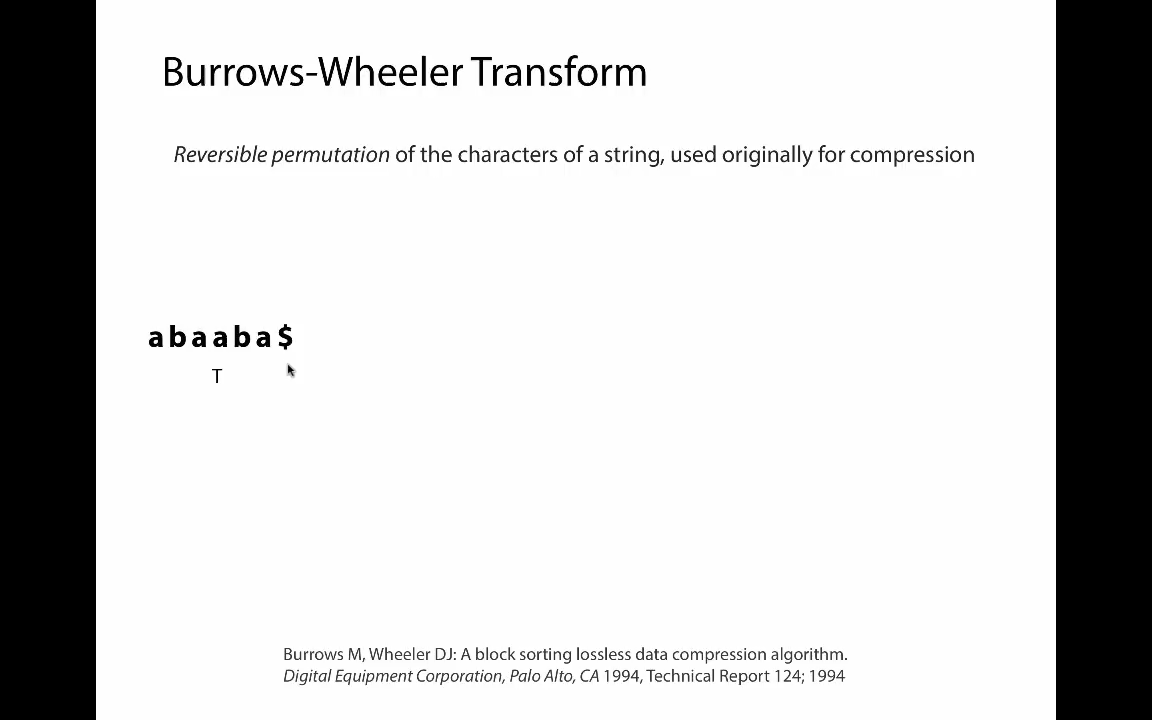 Burrows-Wheeler Transform
Reversible permutation of the characters of a string, used originally for compression
abaaba$
T
Burrows M, Wheeler DJ: A block sorting lossless data compression algorithm.
Digital Equipment Corporation, Palo Alto, CA 1994, Technical Report 124; 1994